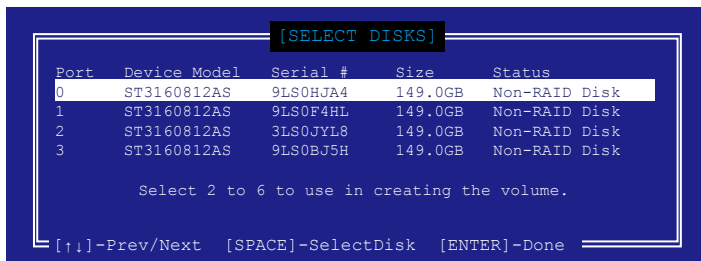 [SELECT DISKS]
Port Device Model Serial # Size Status
0 ST3160812AS 9LS0HJA4 149.0GB Non-RAID Disk
1 ST3160812AS 9LS0F4HL 149.0GB Non-RAID Disk
2 ST3160812AS 3LS0JYL8 149.0GB Non-RAID Disk
3 ST3160812AS 9LS0BJ5H 149.0GB Non-RAID Disk
Select 2 to 6 to use in creating the volume.
[↑↓]-Prev/Next [SPACE]-SelectDisk [ENTER]-Done